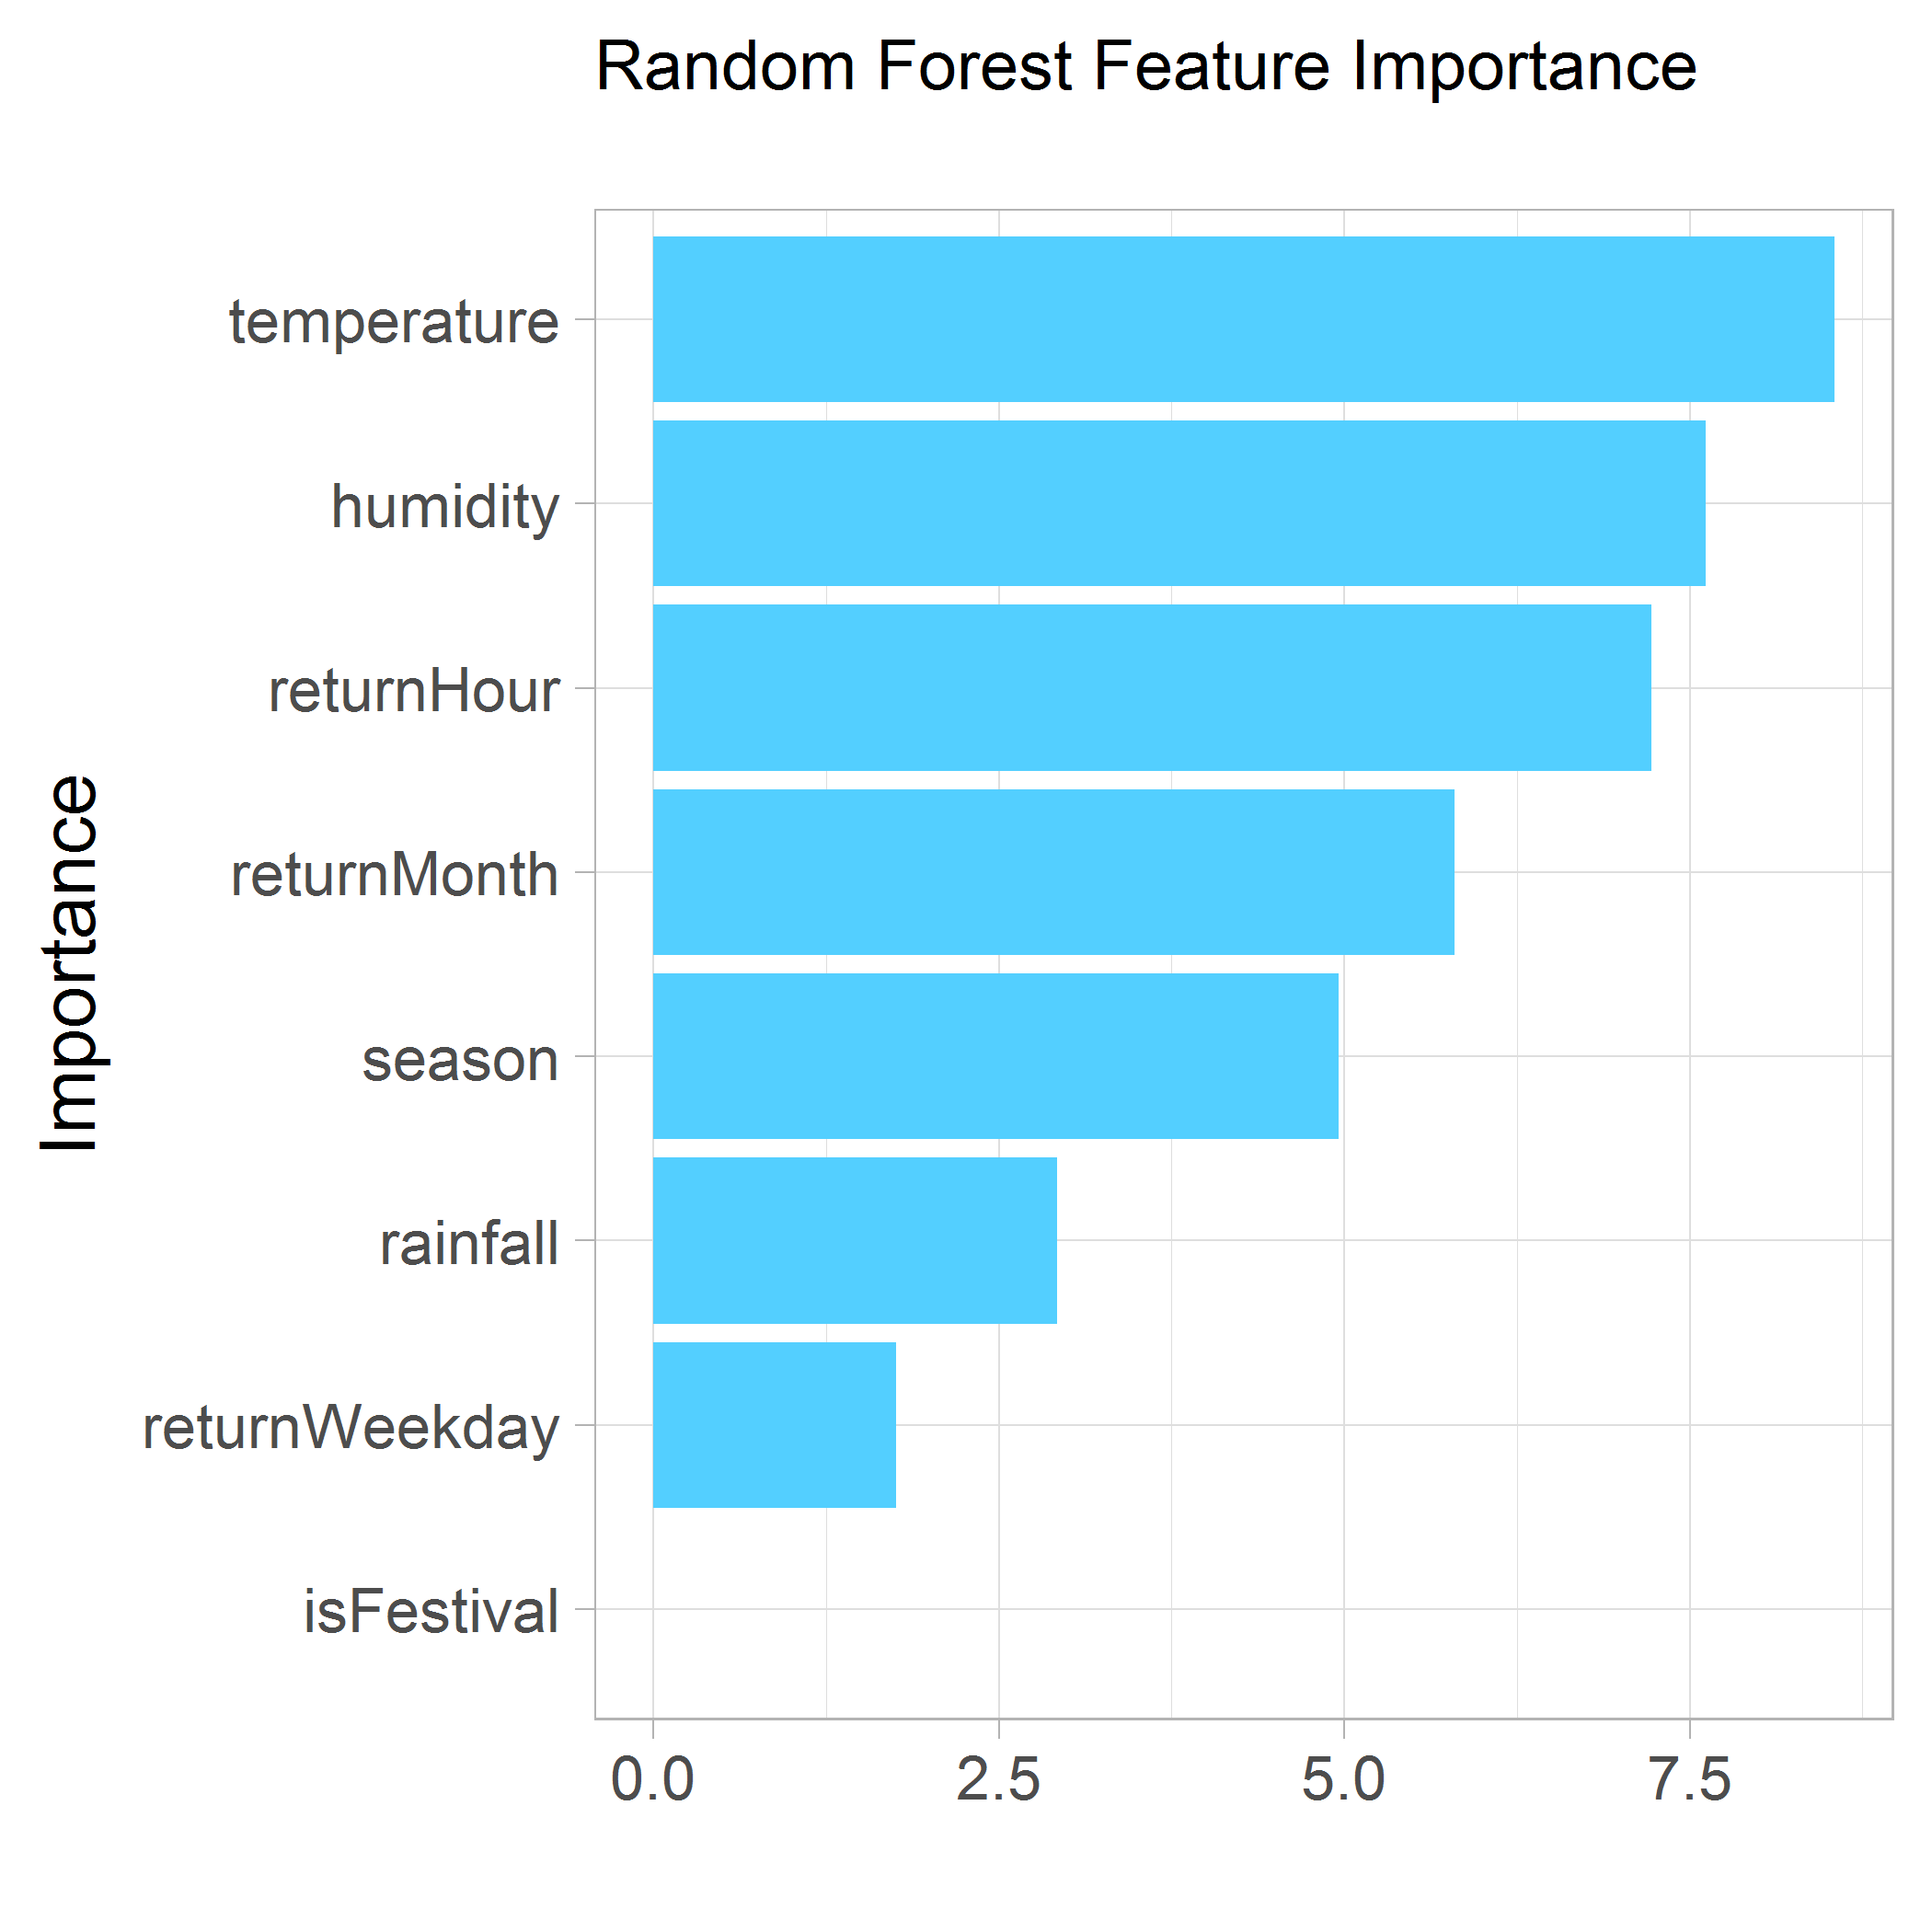 Random Forest Feature Importance
Importance
temperature
humidity
returnHour
returnMonth
season
rainfall
returnWeekday
isFestival
0.0 2.5 5.0 7.5